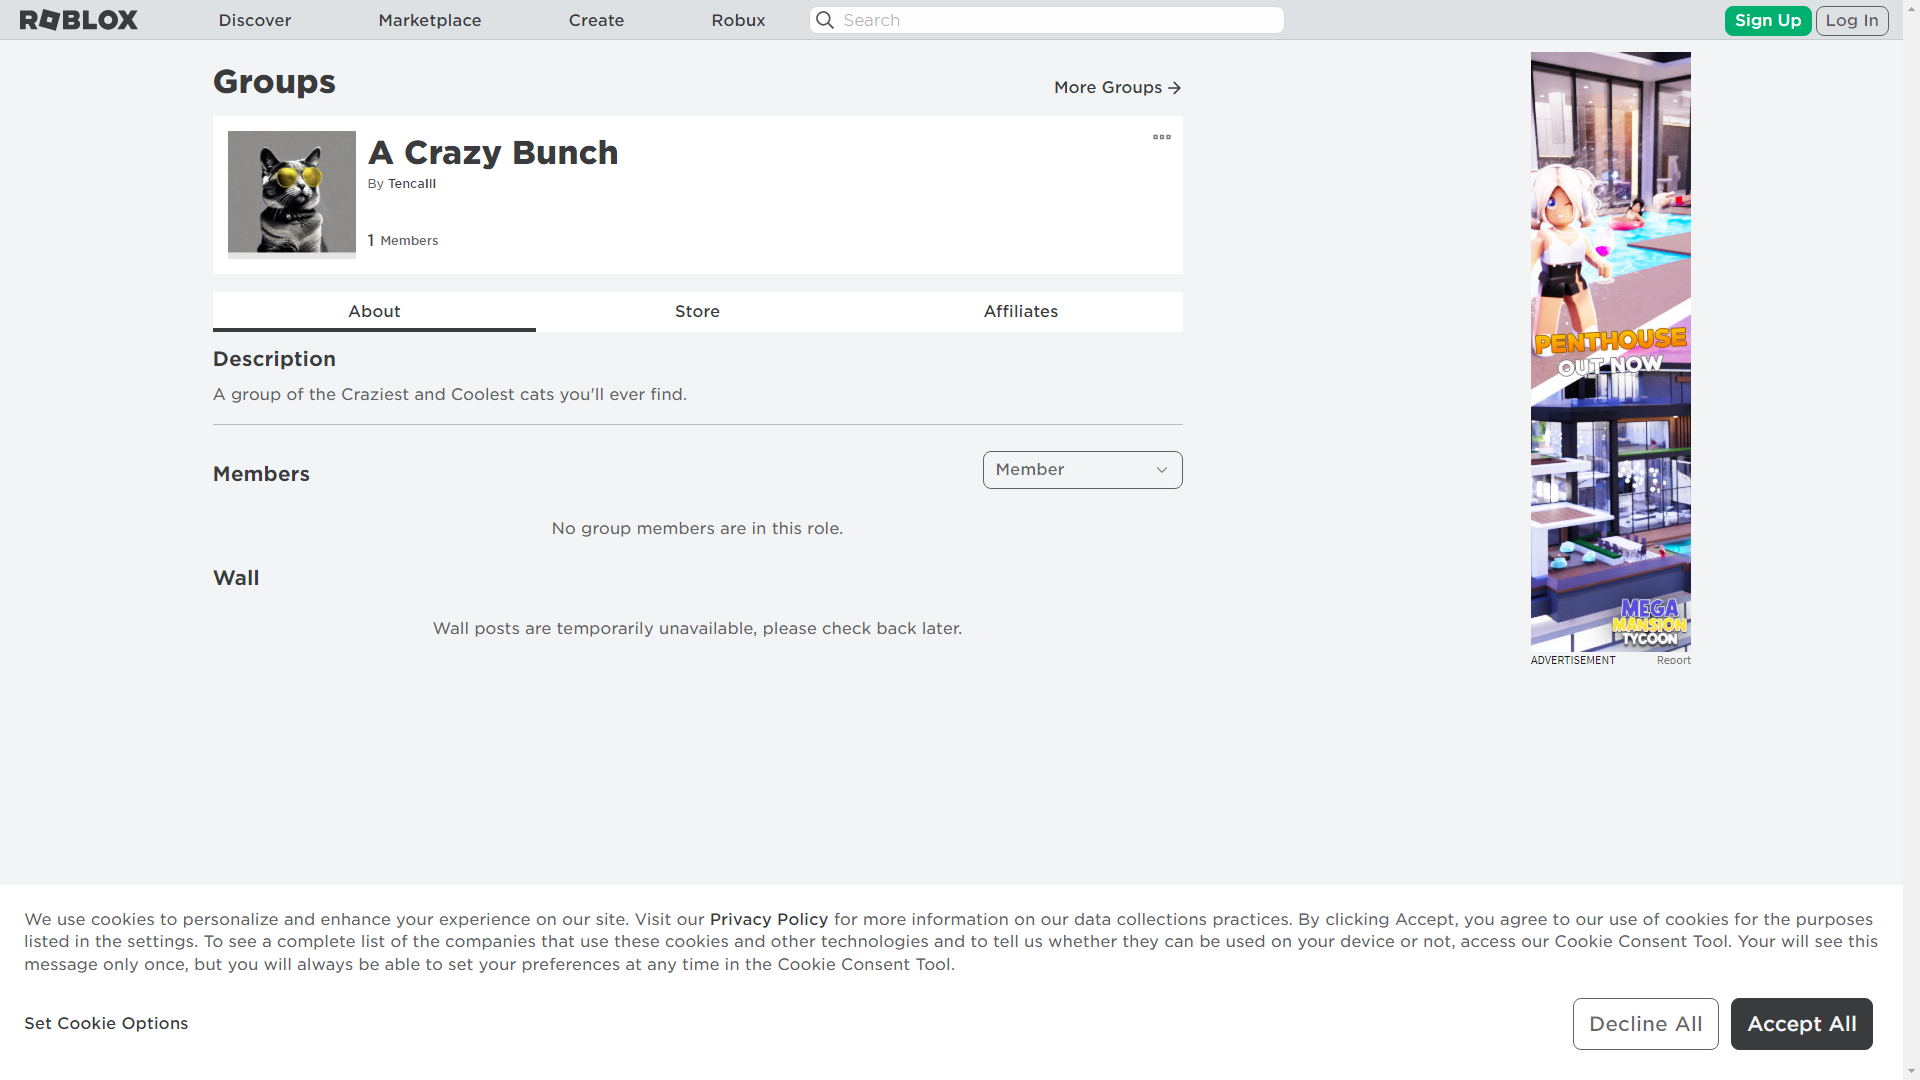 ROBLOX
Discover
Marketplace
Create
Robux
Search
Sign Up
Log In
Groups
More Groups
A Crazy Bunch
By Tencalll
1 Members
About
Store
Affiliates
Description
A group of the Craziest and Coolest cats you'll ever find.
Members
Member
No group members are in this role.
Wall
Wall posts are temporarily unavailable, please check back later.
PENTHOUSE
OUT NOW
MEGA
MANSION
TYCOON
ADVERTISEMENT
Report
We use cookies to personalize and enhance your experience on our site. Visit our Privacy Policy for more information on our data collections practices. By clicking Accept, you agree to our use of cookies for the purposes
listed in the settings. To see a complete list of the companies that use these cookies and other technologies and to tell us whether they can be used on your device or not, access our Cookie Consent Tool. Your will see this
message only once, but you will always be able to set your preferences at any time in the Cookie Consent Tool.
Set Cookie Options
Decline All
Accept All